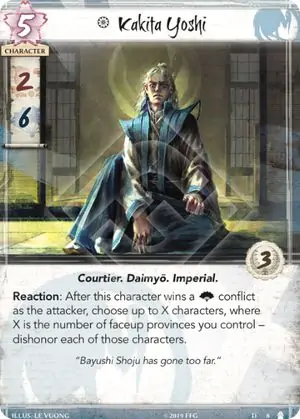 5
Kakita Yoshi
CHARACTER
2
6
3
Courtier. Daimyō. Imperial.
Reaction: After this character wins a conflict
as the attacker, choose up to X characters, where
X is the number of faceup provinces you control –
dishonor each of those characters.
"Bayushi Shoju has gone too far."
ILLUS: LE VUONG
©2019 FFG